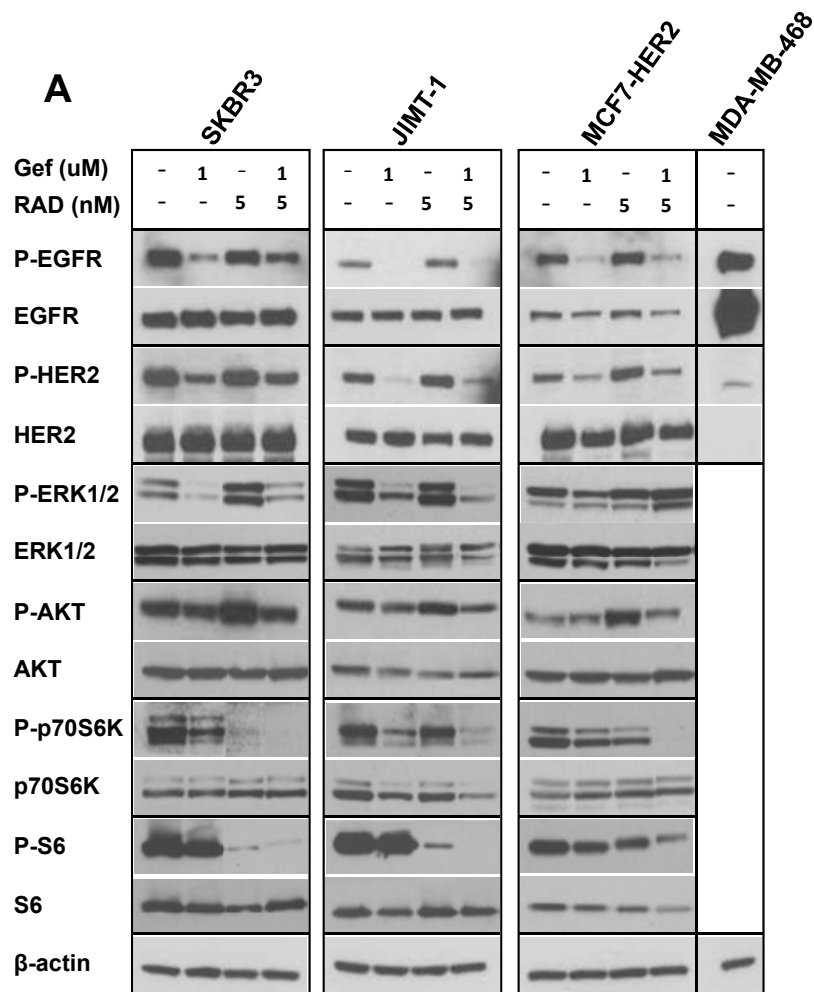 A
SKBR3
JIMT-1
MCF7-HER2
MDA-MB-468
Gef (uM) - 1 - 1 - 1 - 1 - 1 - 1 -
RAD (nM) - - 5 5 - - 5 5 - - 5 5 -
P-EGFR
EGFR
P-HER2
HER2
P-ERK1/2
ERK1/2
P-AKT
AKT
P-p70S6K
p70S6K
P-S6
S6
β-actin